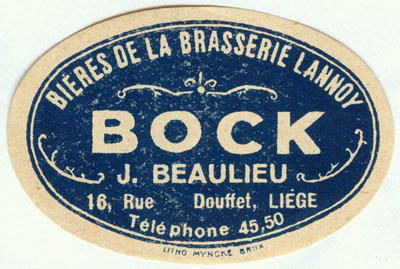 BIÈRES DE LA BRASSERIE LANNOY
BOCK
J. BEAULIEU
16, Rue Douffet, LIÉGE
Téléphone 45,50
LITHO MYNCKE BRUX